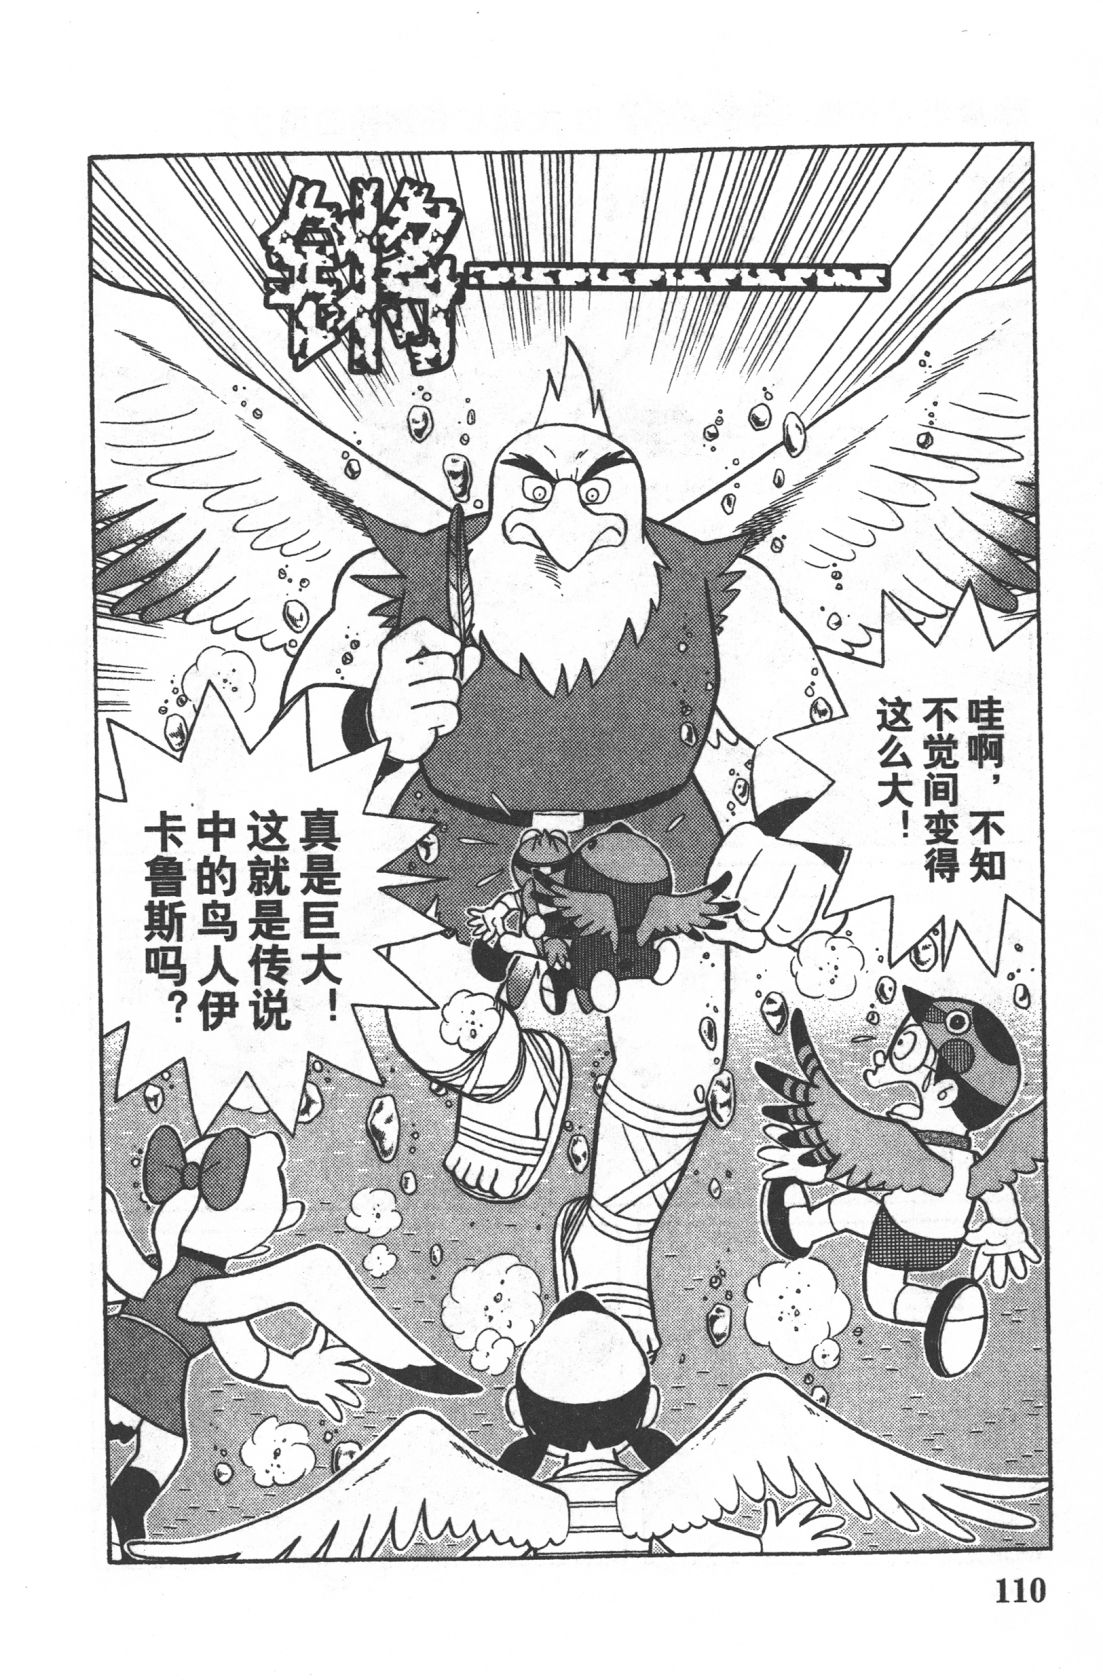 锵
哇啊，不知
不觉间变得
这么大！
真是巨大！
这就是传说
中的鸟人伊
卡鲁斯吗？
110